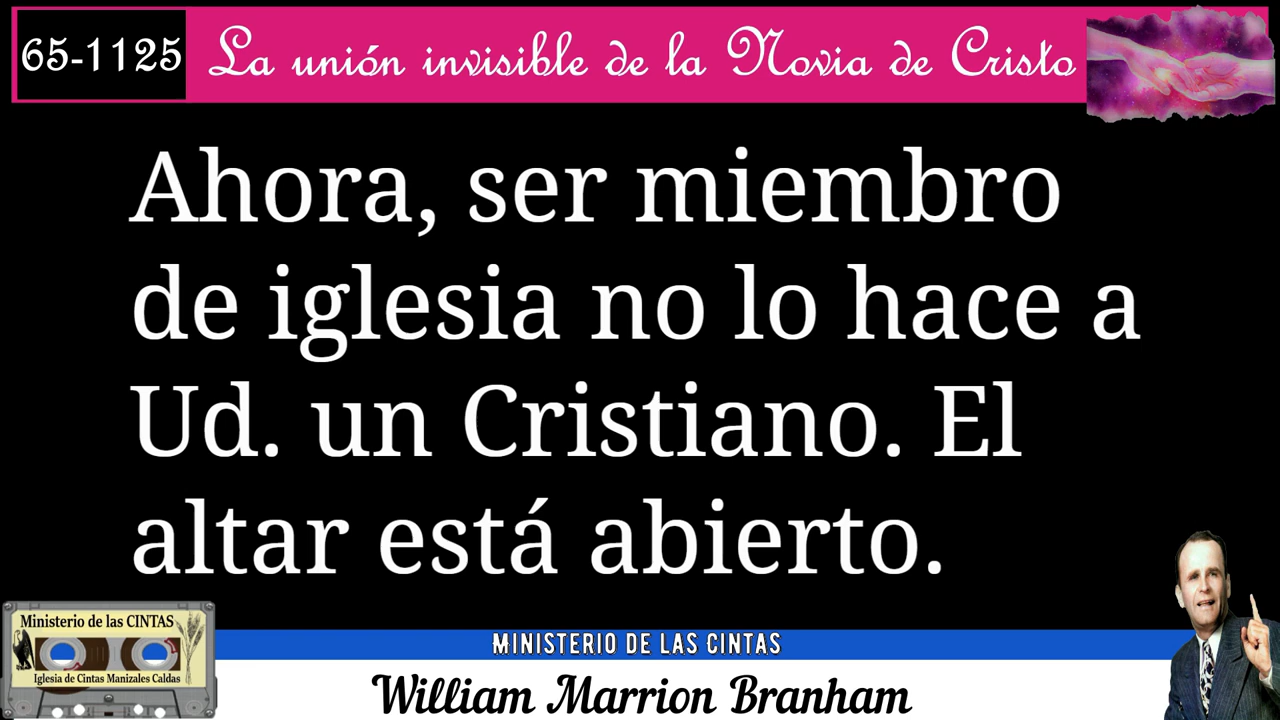 65-1125 La unión invisible de la Novia de Cristo
Ahora, ser miembro
de iglesia no lo hace a
Ud. un Cristiano. El
altar está abierto.
Ministerio de las CINTAS
Iglesia de Cintas Manizales Caldas
MINISTERIO DE LAS CINTAS
William Marrion Branham